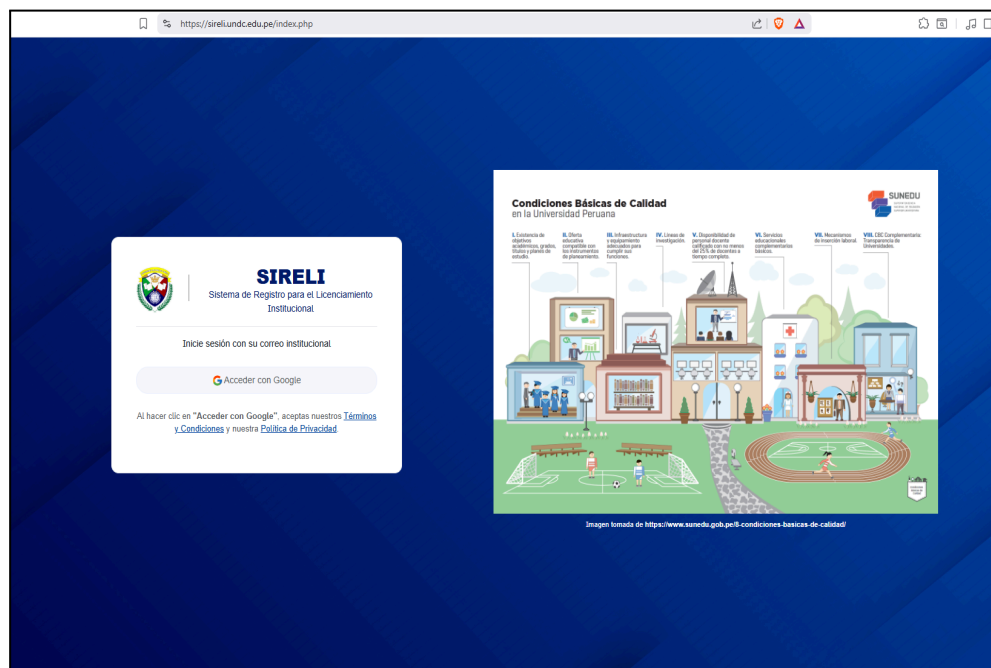 https://sireli.undc.edu.pe/index.php
SIRELI
Sistema de Registro para el Licenciamiento
Institucional
Inicie sesión con su correo institucional
G Acceder con Google
Al hacer clic en "Acceder con Google", aceptas nuestros Términos
y Condiciones y nuestra Política de Privacidad.
Condiciones Básicas de Calidad
en la Universidad Peruana
SUNEDU
I. Existencia de
objetivos
académicos, grados,
títulos y planes de
estudio.
II. Oferta
educativa
compatible con
los instrumentos
de planeamiento.
III. Infraestructura
y equipamiento
adecuados para
cumplir sus
funciones.
IV. Líneas de
investigación.
V. Disponibilidad de
personal docente
calificado con no menos
del 25% de docentes a
tiempo completo.
VI. Servicios
educacionales
complementarios
básicos.
VII. Mecanismos
de inserción laboral.
VIII. CBC Complementaria:
Transparencia de
Universidades.
Imagen tomada de https://www.sunedu.gob.pe/8-condiciones-basicas-de-calidad/